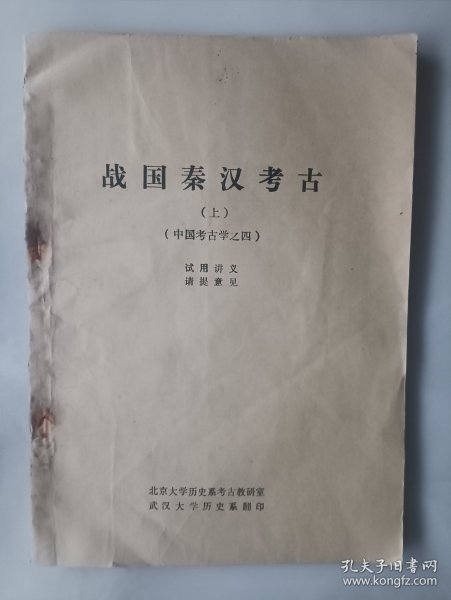 战国秦汉考古
（上）
（中国考古学之四）
试用讲义
请提意见
北京大学历史系考古教研室
武汉大学历史系翻印
孔夫子旧书网
www.kongfz.com